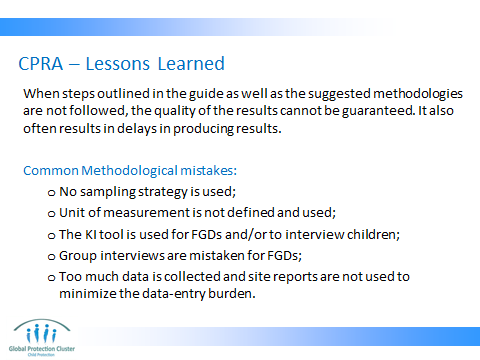 CPRA – Lessons Learned
When steps outlined in the guide as well as the suggested methodologies
are not followed, the quality of the results cannot be guaranteed. It also
often results in delays in producing results.
Common Methodological mistakes:
o No sampling strategy is used;
o Unit of measurement is not defined and used;
o The KI tool is used for FGDs and/or to interview children;
o Group interviews are mistaken for FGDs;
o Too much data is collected and site reports are not used to
minimize the data-entry burden.
Global Protection Cluster
Child Protection